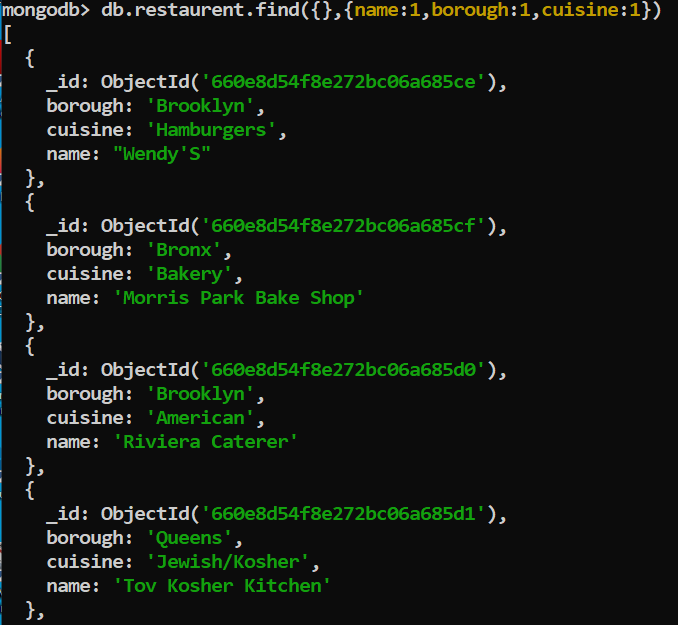 mongodb> db.restaurent.find({},{name:1,borough:1,cuisine:1})
[
  {
    _id: ObjectId('660e8d54f8e272bc06a685ce'),
    borough: 'Brooklyn',
    cuisine: 'Hamburgers',
    name: "Wendy'S"
  },
  {
    _id: ObjectId('660e8d54f8e272bc06a685cf'),
    borough: 'Bronx',
    cuisine: 'Bakery',
    name: 'Morris Park Bake Shop'
  },
  {
    _id: ObjectId('660e8d54f8e272bc06a685d0'),
    borough: 'Brooklyn',
    cuisine: 'American',
    name: 'Riviera Caterer'
  },
  {
    _id: ObjectId('660e8d54f8e272bc06a685d1'),
    borough: 'Queens',
    cuisine: 'Jewish/Kosher',
    name: 'Tov Kosher Kitchen'
  },